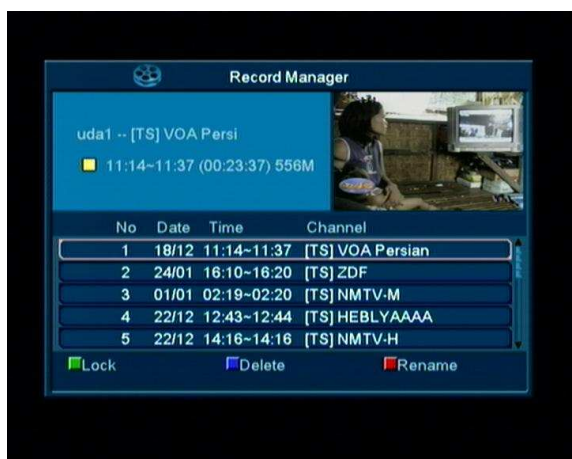 Record Manager
uda1 -- [TS] VOA Persi
11:14~11:37 (00:23:37) 556M
No Date Time Channel
1 18/12 11:14~11:37 [TS] VOA Persian
2 24/01 16:10~16:20 [TS] ZDF
3 01/01 02:19~02:20 [TS] NMTV-M
4 22/12 12:43~12:44 [TS] HEBLYAAAA
5 22/12 14:16~14:16 [TS] NMTV-H
Lock Delete Rename